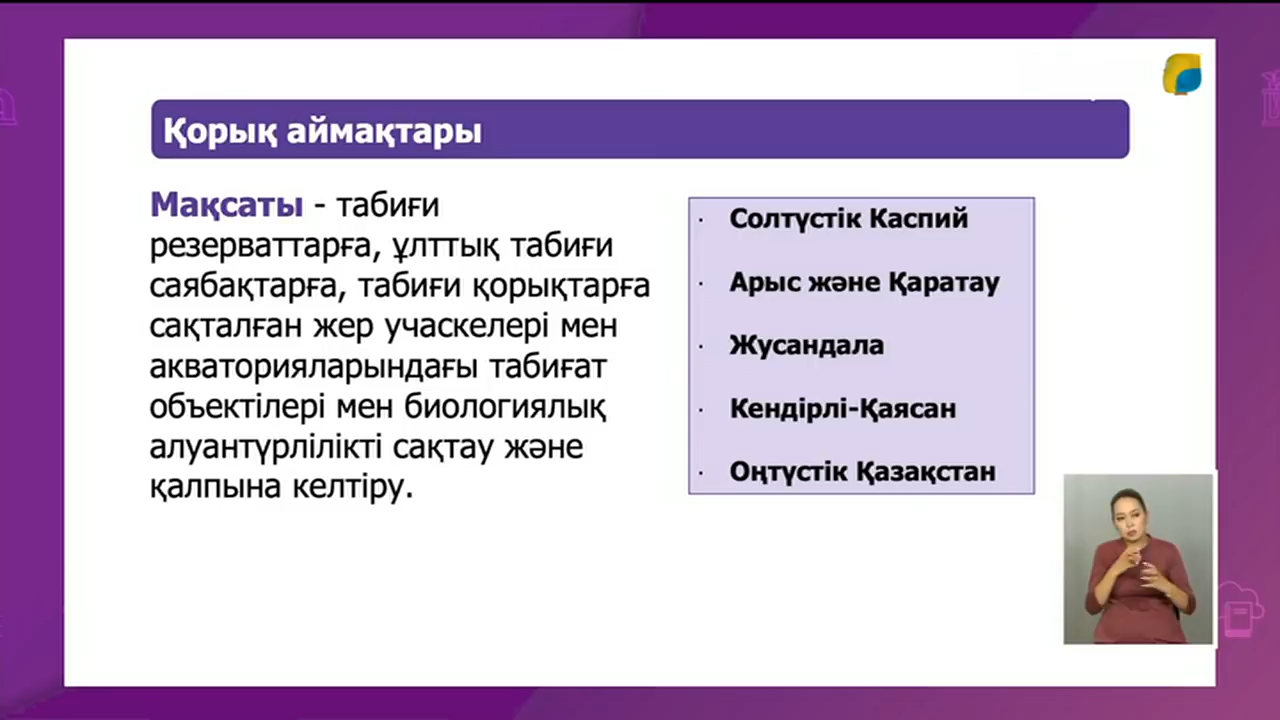 Қорық аймақтары
Мақсаты - табиғи
резерваттарға, ұлттық табиғи
саябақтарға, табиғи қорықтарға
сақталған жер учаскелері мен
акваторияларындағы табиғат
объектілері мен биологиялық
алуантүрлілікті сақтау және
қалпына келтіру.
· Солтүстік Каспий
· Арыс және Қаратау
· Жусандала
· Кендірлі-Қаясан
· Оңтүстік Қазақстан